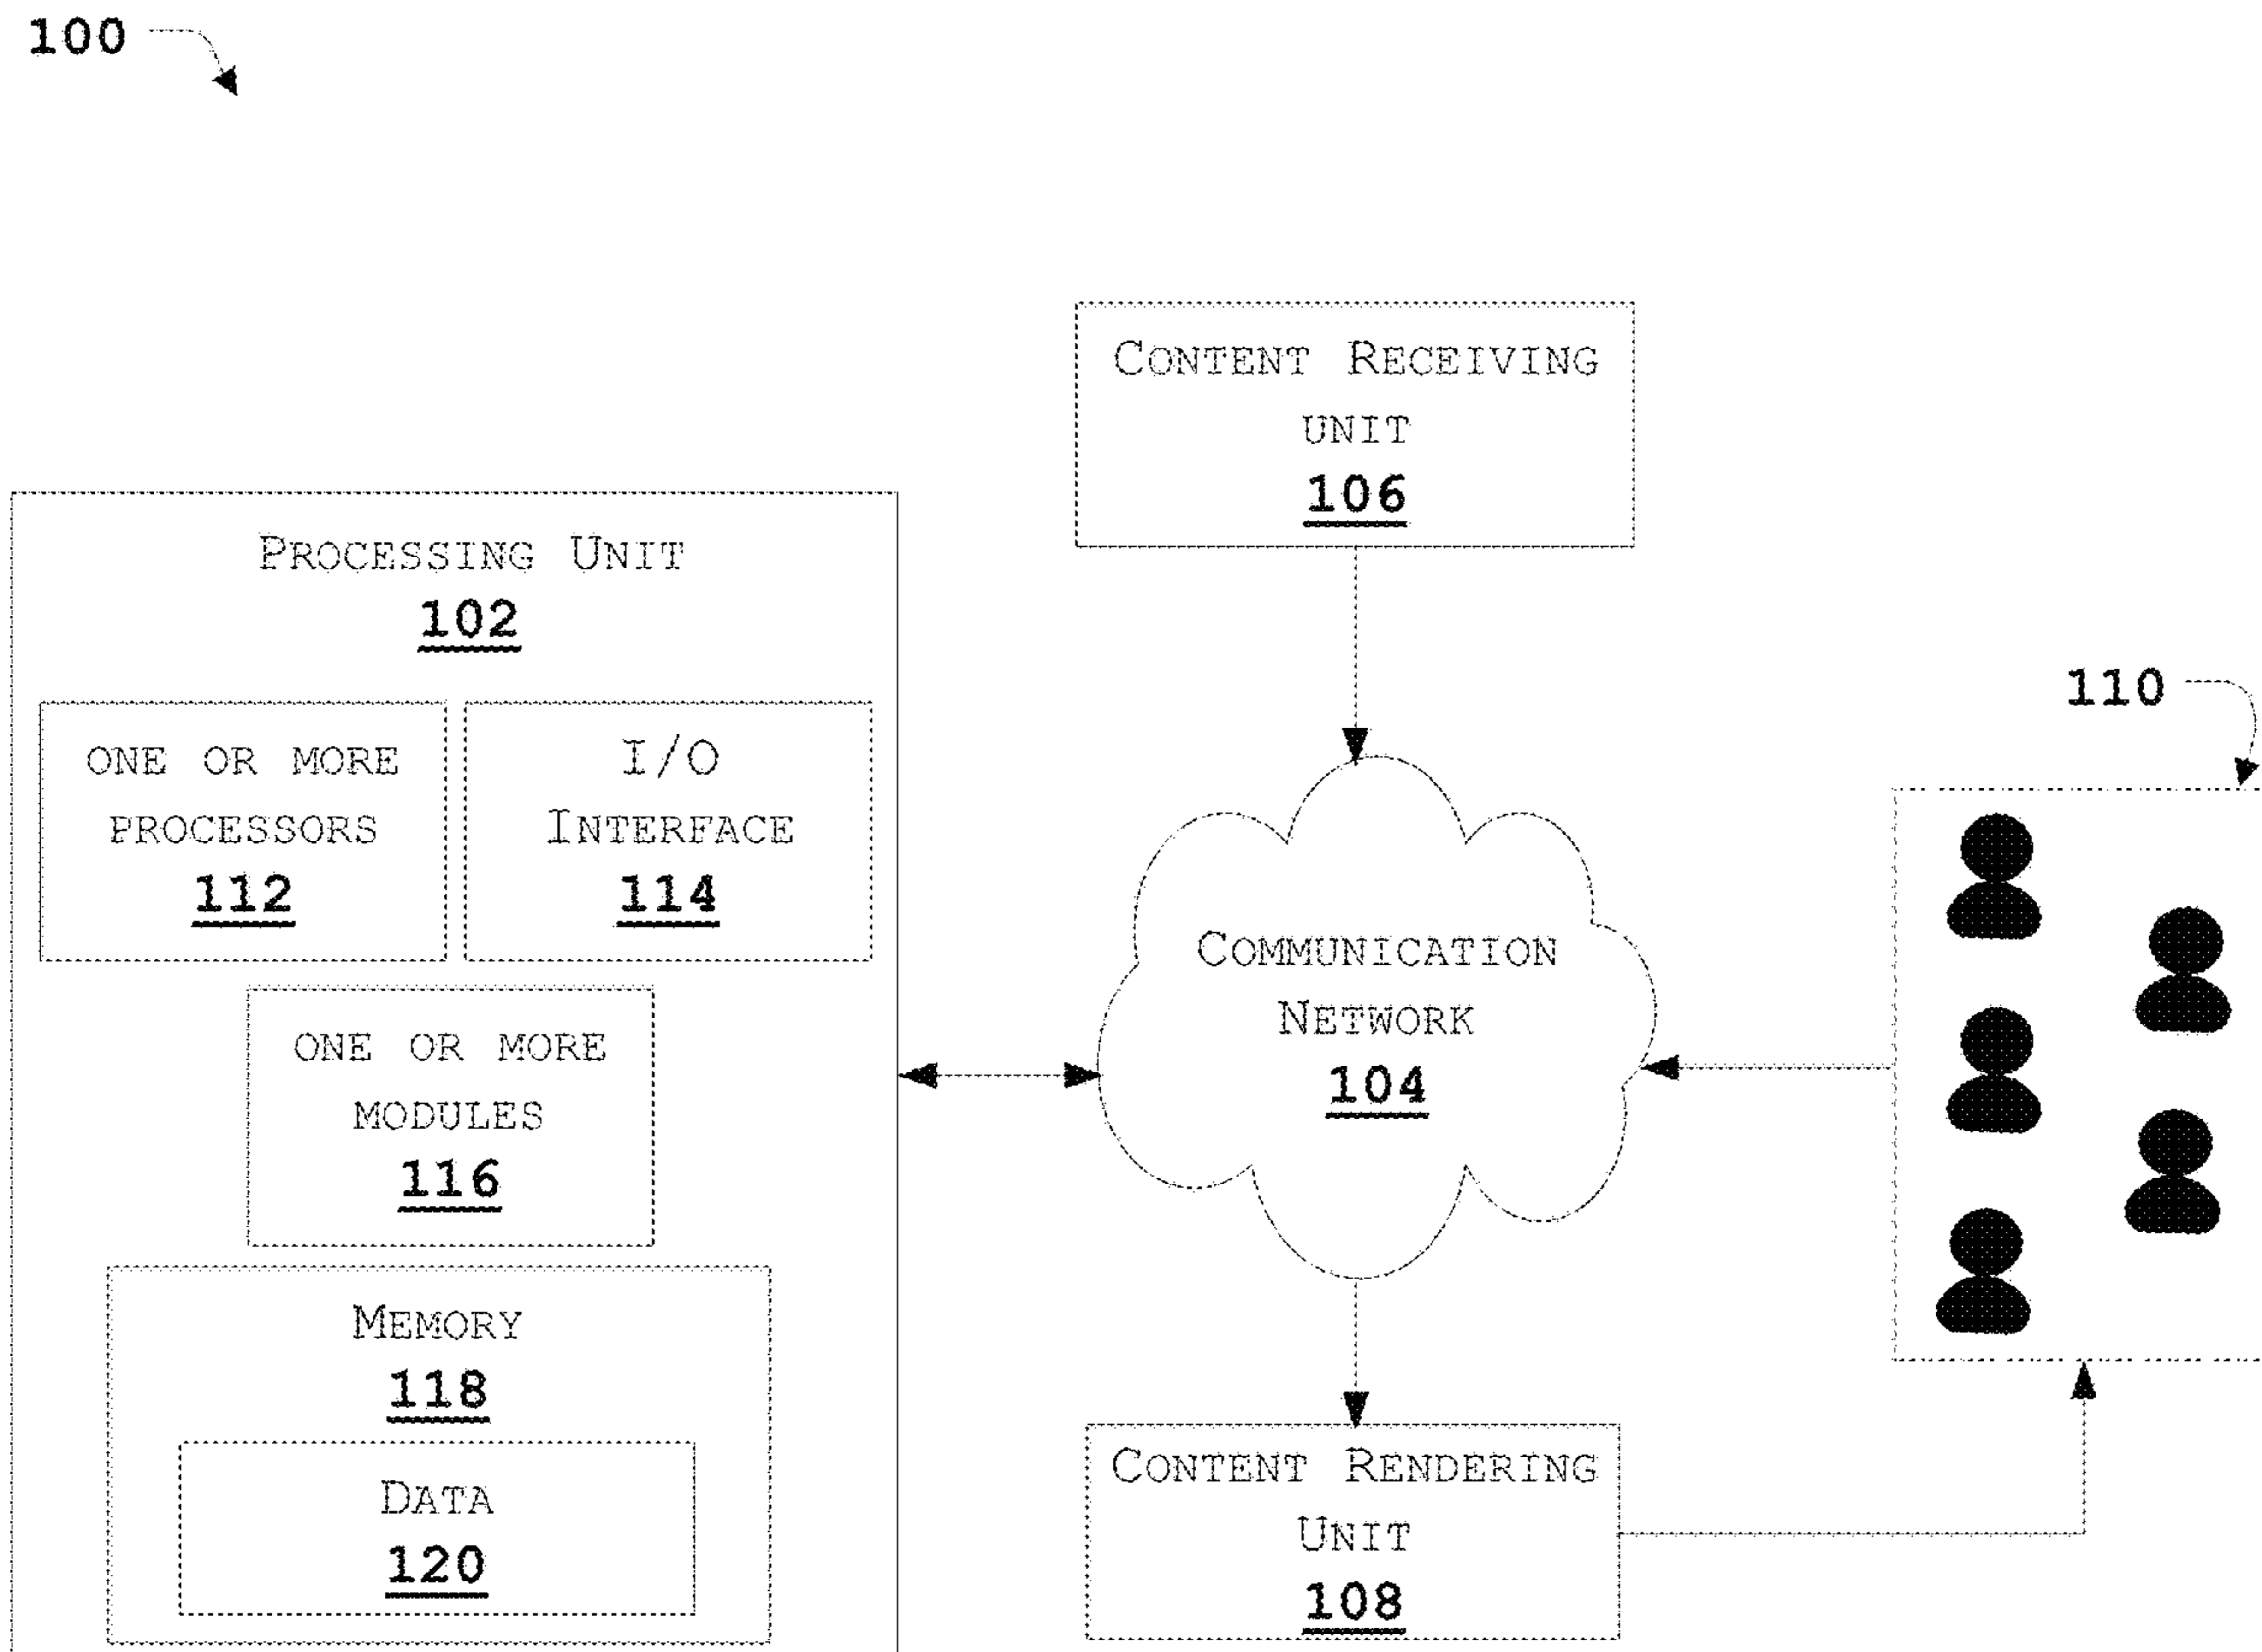 100
CONTENT RECEIVING
UNIT
106
PROCESSING UNIT
102
110
ONE OR MORE
PROCESSORS
112
I/O
INTERFACE
114
COMMUNICATION
NETWORK
104
ONE OR MORE
MODULES
116
MEMORY
118
DATA
120
CONTENT RENDERING
UNIT
108